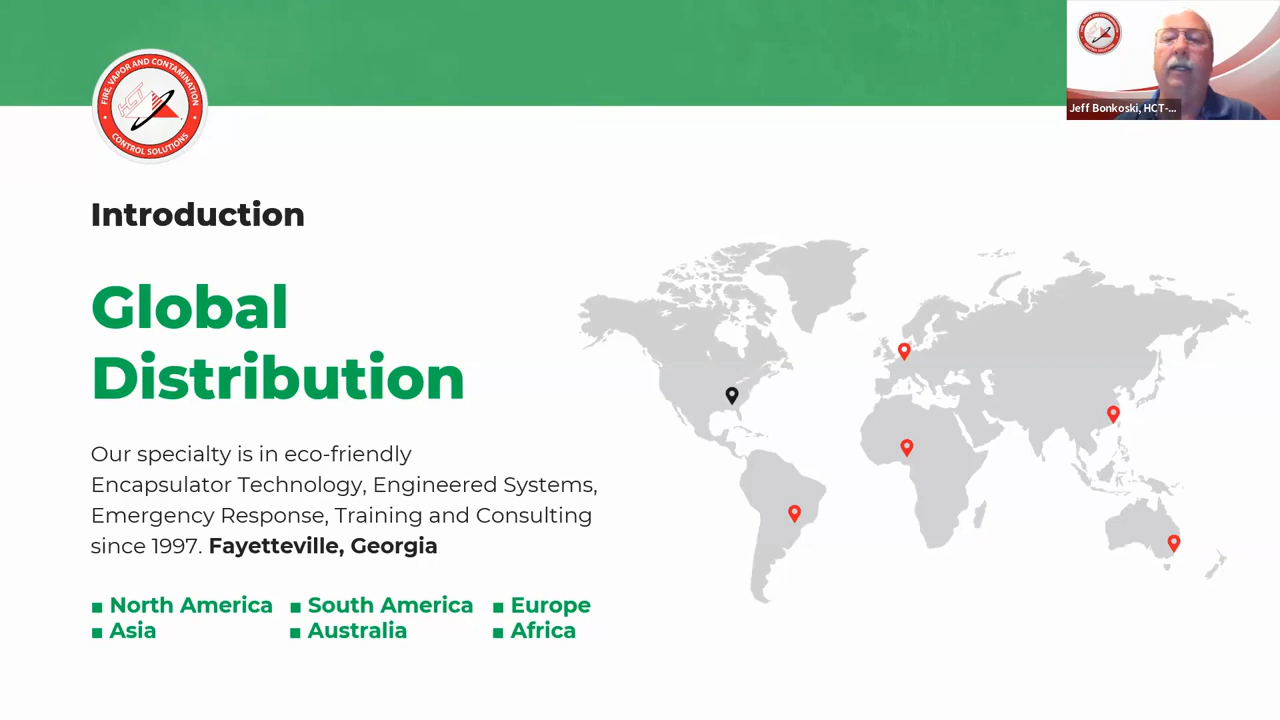 FIRE, VAPOR AND CONTAMINATION
HCT
CONTROL SOLUTIONS
Jeff Bonkoski, HCT-...
Introduction
Global
Distribution
Our specialty is in eco-friendly
Encapsulator Technology, Engineered Systems,
Emergency Response, Training and Consulting
since 1997. Fayetteville, Georgia
▪ North America ▪ South America ▪ Europe
▪ Asia ▪ Australia ▪ Africa